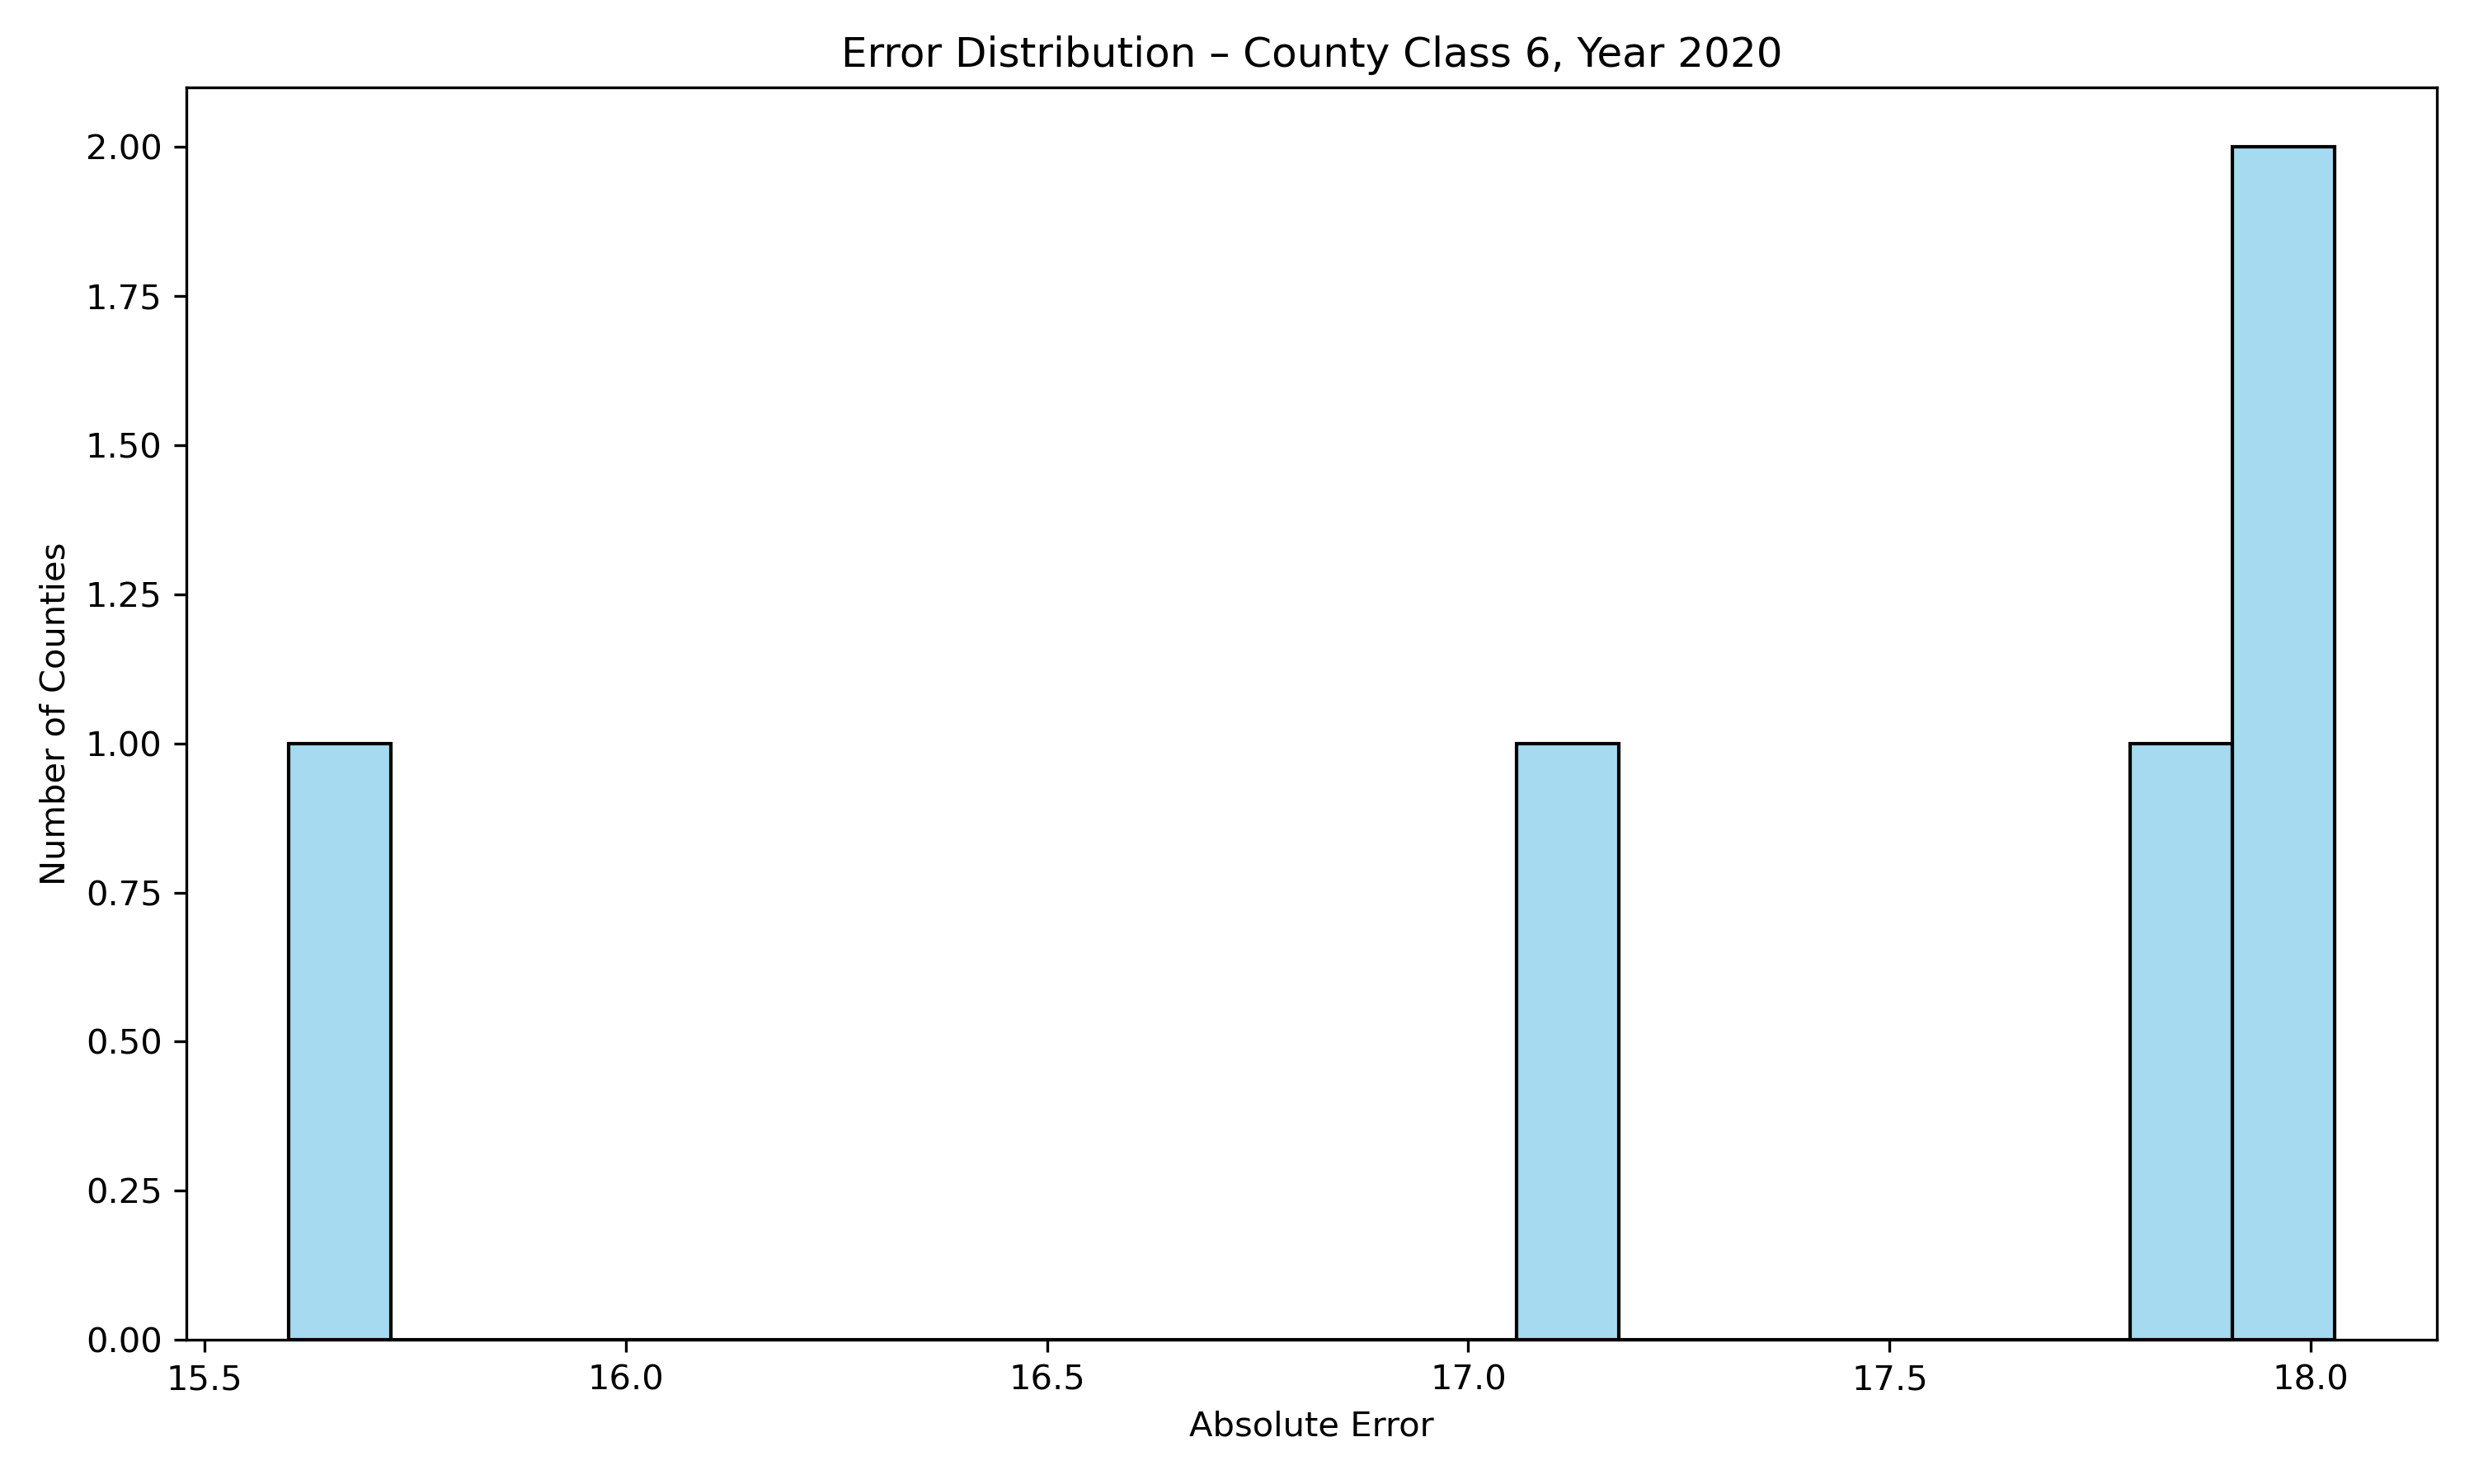 Error Distribution – County Class 6, Year 2020
2.00
1.75
1.50
1.25
1.00
0.75
0.50
0.25
0.00
Number of Counties
15.5 16.0 16.5 17.0 17.5 18.0
Absolute Error